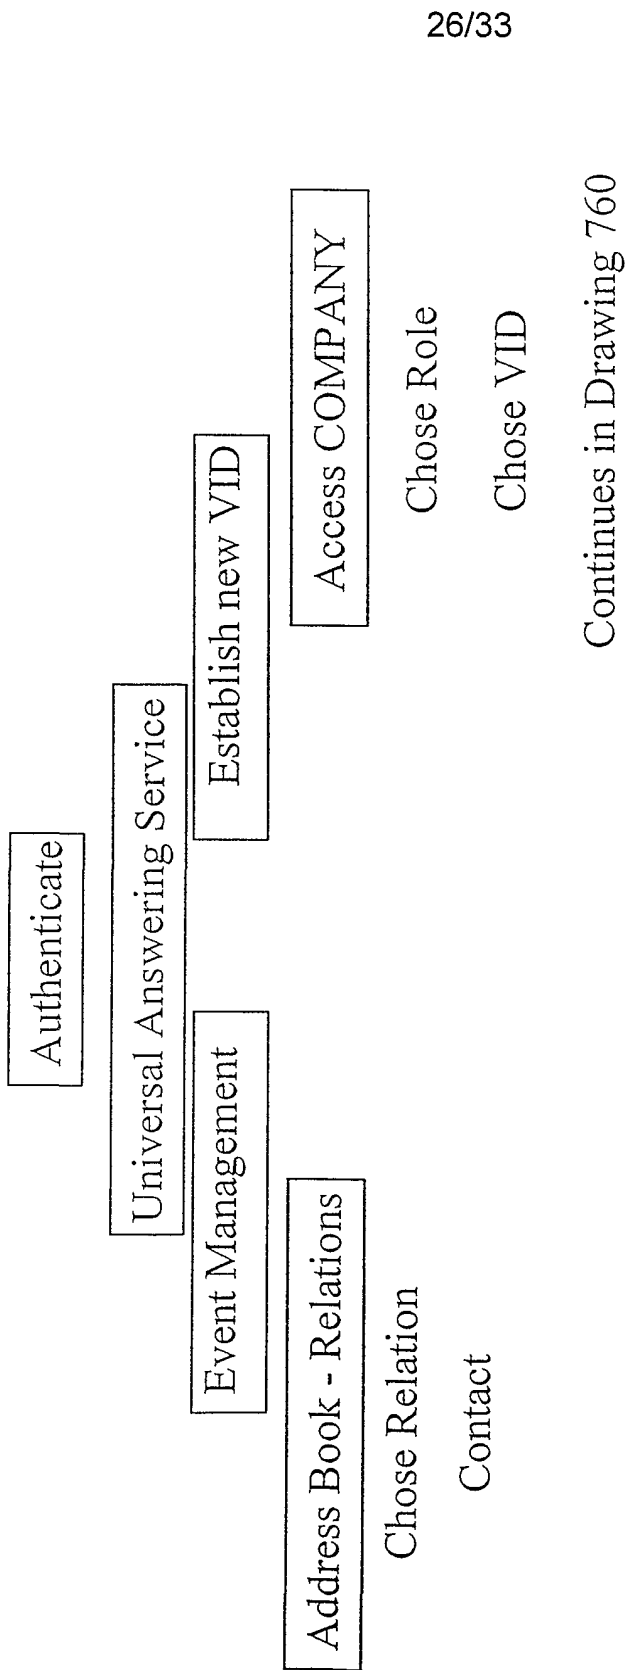 26/33
Authenticate
Universal Answering Service
Event Management
Establish new VID
Address Book - Relations
Access COMPANY
Chose Relation
Chose Role
Contact
Chose VID
Continues in Drawing 760